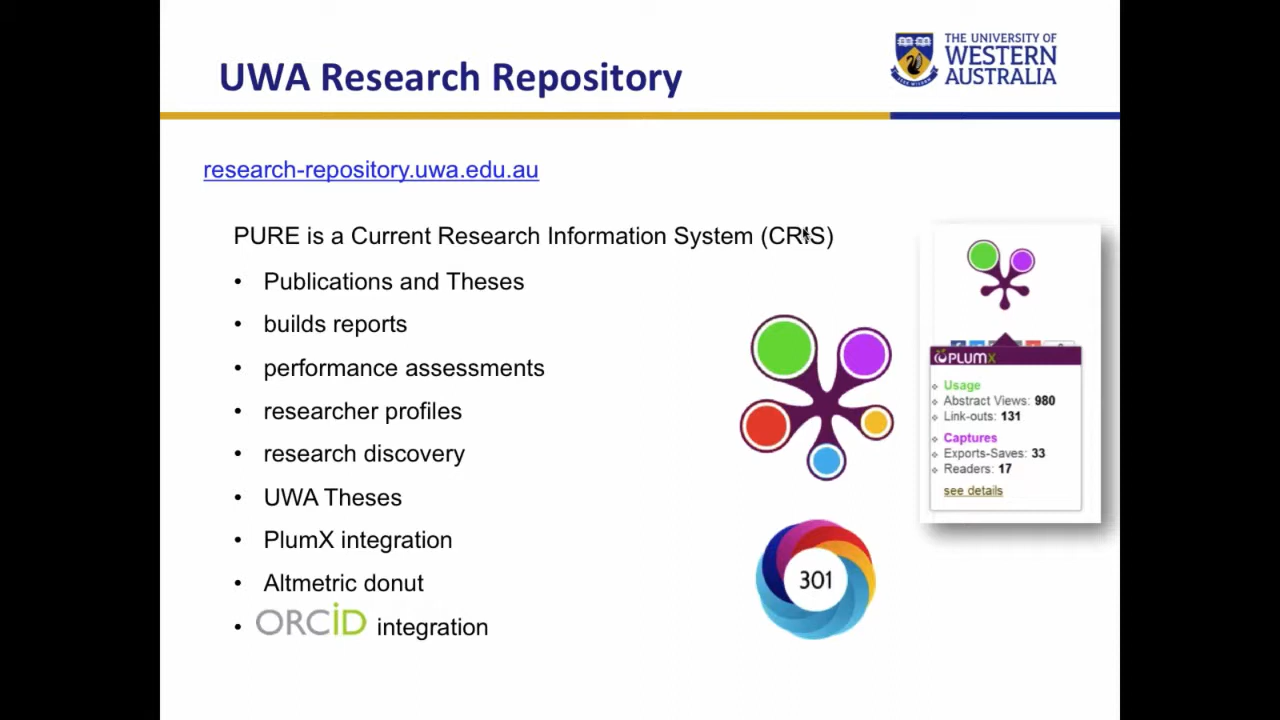 UWA Research Repository
THE UNIVERSITY OF
WESTERN
AUSTRALIA
research-repository.uwa.edu.au
PURE is a Current Research Information System (CRIS)
• Publications and Theses
• builds reports
• performance assessments
• researcher profiles
• research discovery
• UWA Theses
• PlumX integration
• Altmetric donut
• ORCiD integration
PLUMX
Usage
Abstract Views: 980
Link-outs: 131
Captures
Exports-Saves: 33
Readers: 17
see details
301